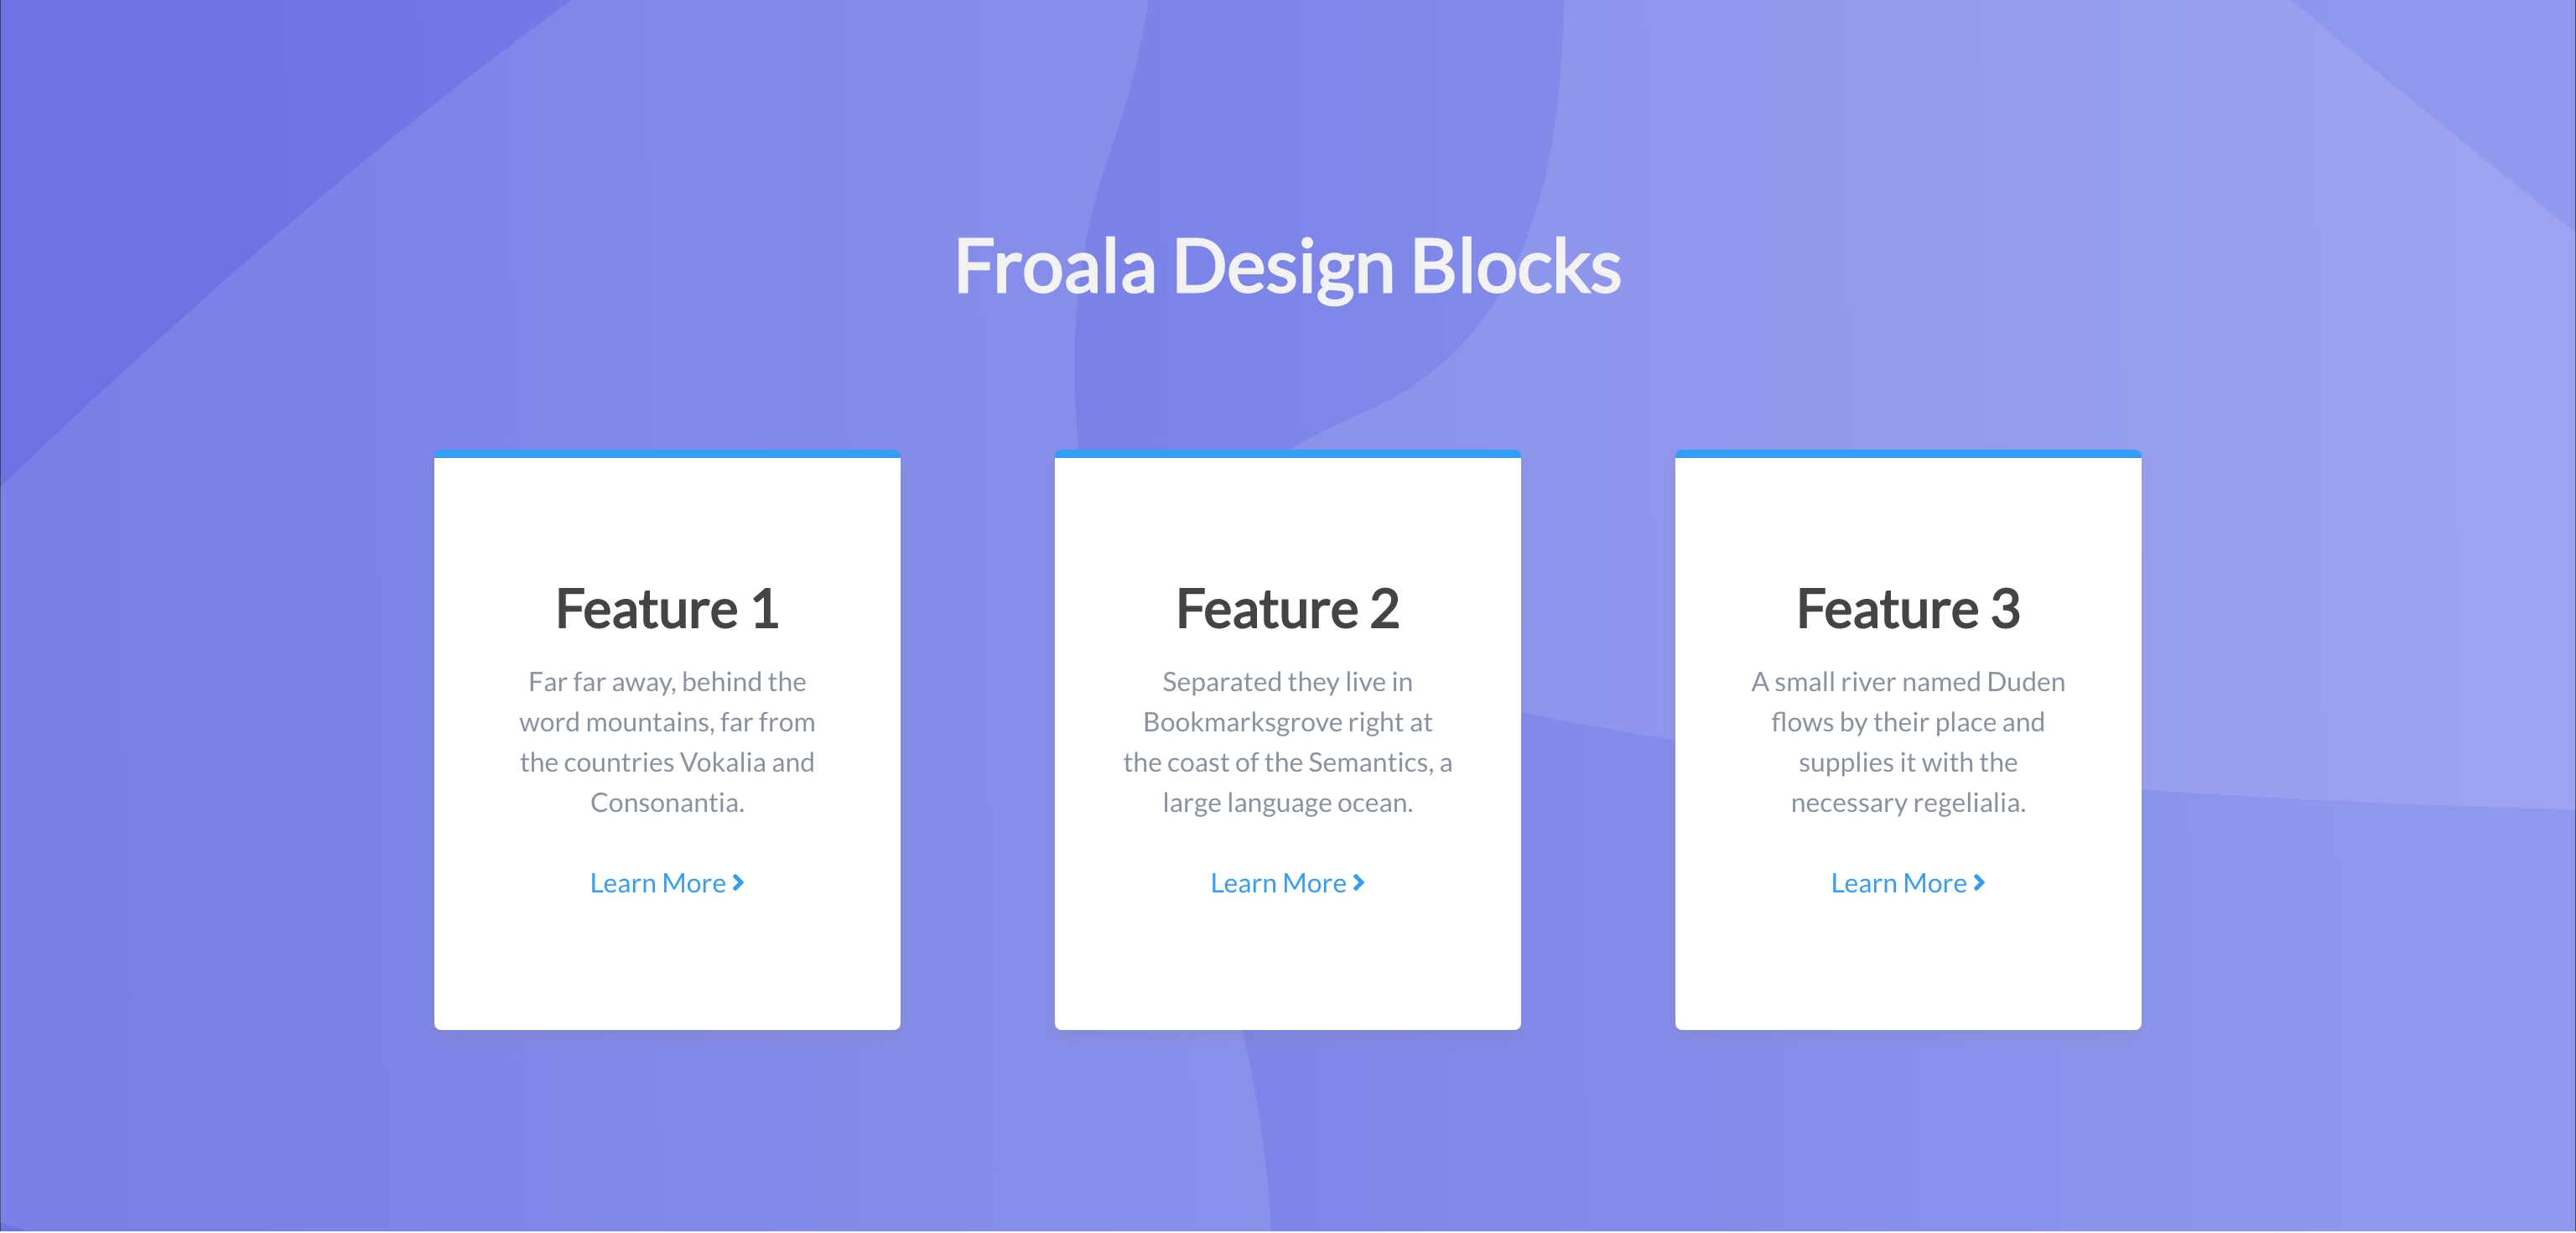 Froala Design Blocks
Feature 1
Far far away, behind the
word mountains, far from
the countries Vokalia and
Consonantia.
Learn More
Feature 2
Separated they live in
Bookmarksgrove right at
the coast of the Semantics, a
large language ocean.
Learn More
Feature 3
A small river named Duden
flows by their place and
supplies it with the
necessary regelialia.
Learn More